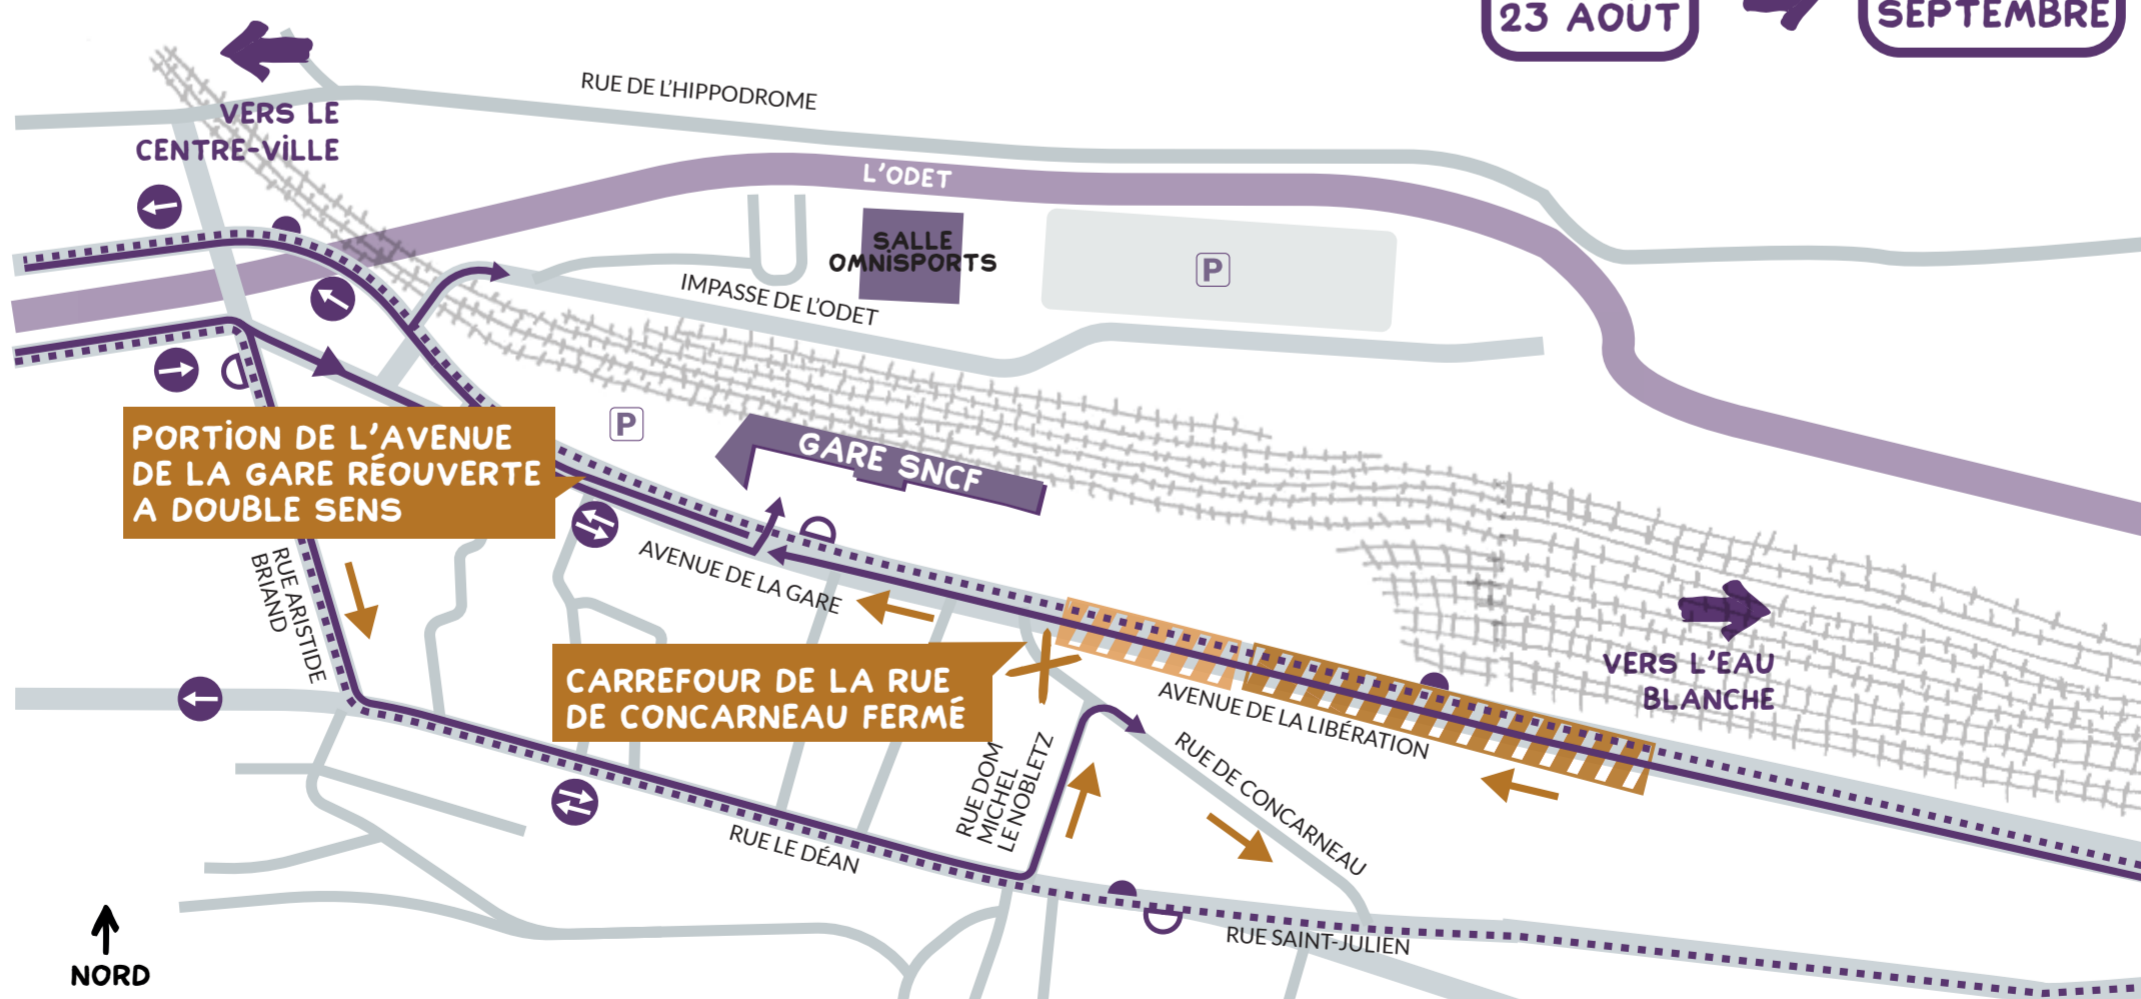 23 AOUT
SEPTEMBRE
VERS LE
CENTRE-ViLLE
RUE DE L'HIPPODROME
L'ODET
SALLE
OMNiSPORTS
P
IMPASSE DE L'ODET
P
GARE SNCF
PORTiON DE L'AVENUE
DE LA GARE RÉOUVERTE
A DOUBLE SENS
AVENUE DE LA GARE
RUE ARISTIDE
BRIAND
CARREFOUR DE LA RUE
DE CONCARNEAU FERMÉ
AVENUE DE LA LIBÉRATION
VERS L'EAU
BLANCHE
RUE DOM
MICHEL
LE NOBLETZ
RUE DE CONCARNEAU
RUE LE DÉAN
RUE SAINT-JULIEN
NORD